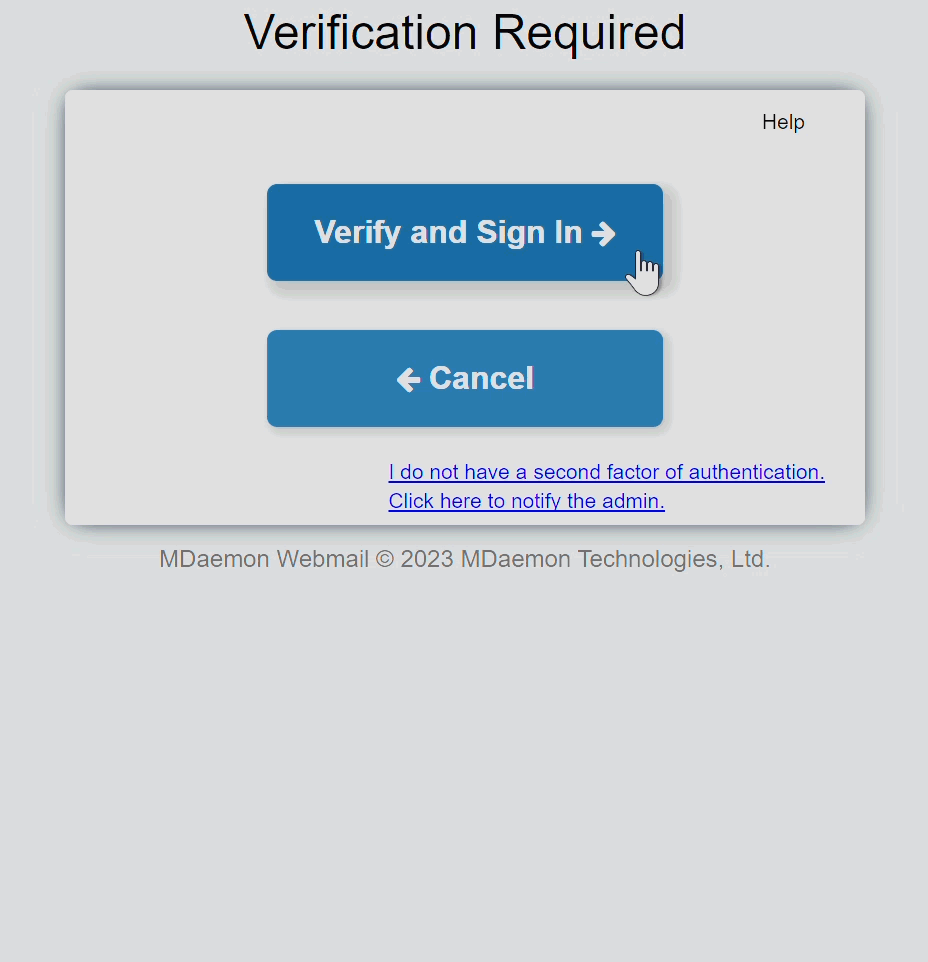 Verification Required
Help
Verify and Sign In
Cancel
I do not have a second factor of authentication.
Click here to notify the admin.
MDaemon Webmail © 2023 MDaemon Technologies, Ltd.